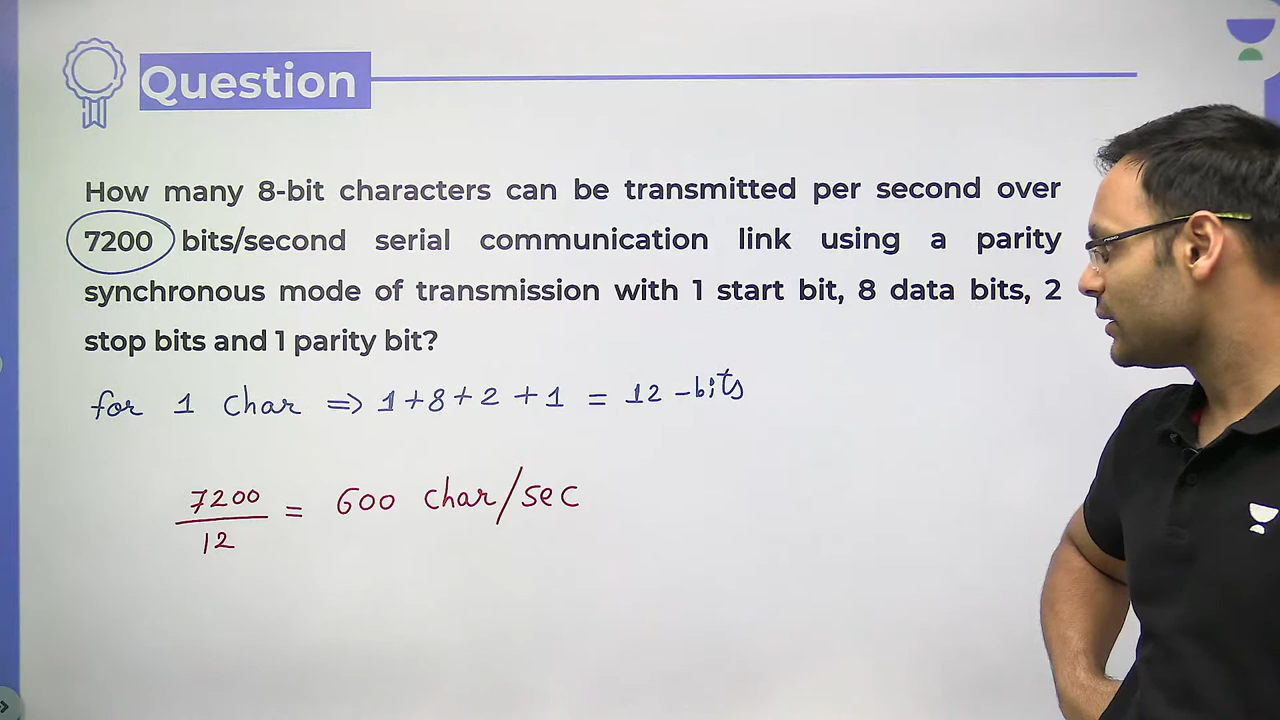 Question
How many 8-bit characters can be transmitted per second over
7200 bits/second serial communication link using a parity
synchronous mode of transmission with 1 start bit, 8 data bits, 2
stop bits and 1 parity bit?
for 1 Char ⇒ 1+8+2+1 = 12-bits
7200
12
= 600 char/sec